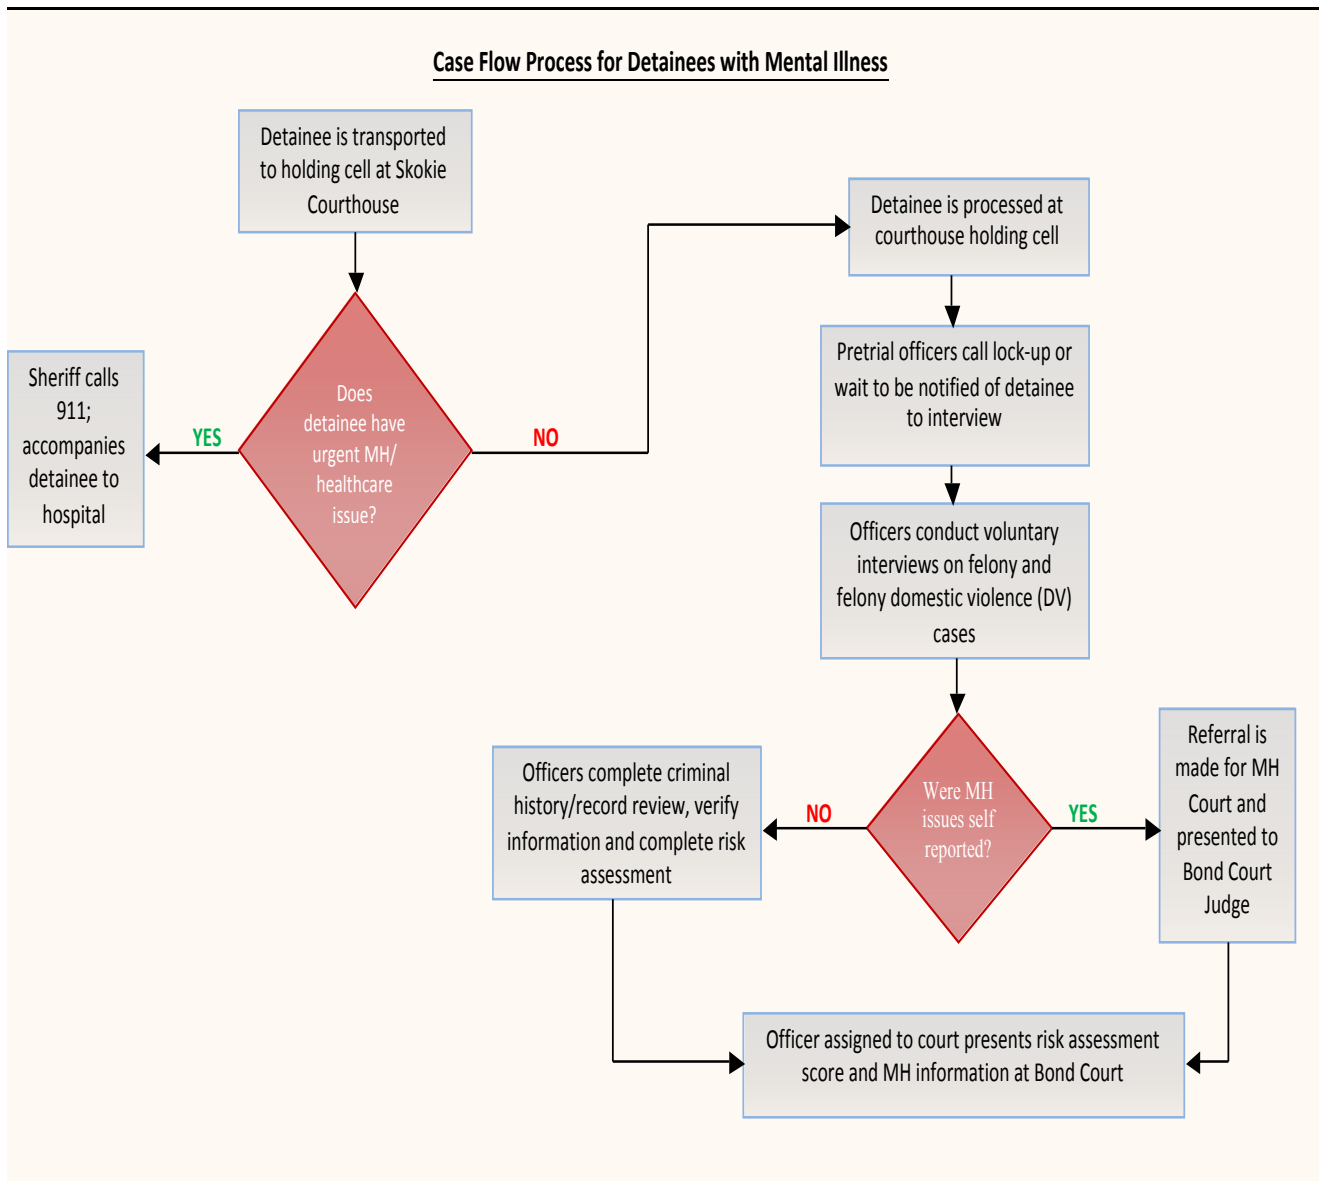 Case Flow Process for Detainees with Mental Illness
Detainee is transported
to holding cell at Skokie
Courthouse
Does
detainee have
urgent MH/
healthcare
issue?
YES
Sheriff calls
911;
accompanies
detainee to
hospital
NO
Detainee is processed at
courthouse holding cell
Pretrial officers call lock-up or
wait to be notified of detainee
to interview
Officers conduct voluntary
interviews on felony and
felony domestic violence (DV)
cases
Were MH
issues self
reported?
NO
Officers complete criminal
history/record review, verify
information and complete risk
assessment
YES
Referral is
made for MH
Court and
presented to
Bond Court
Judge
Officer assigned to court presents risk assessment
score and MH information at Bond Court